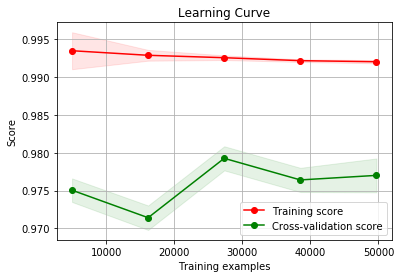 Learning Curve
0.995
0.990
0.985
0.980
0.975
0.970
Score
10000 20000 30000 40000 50000
Training examples
Training score
Cross-validation score